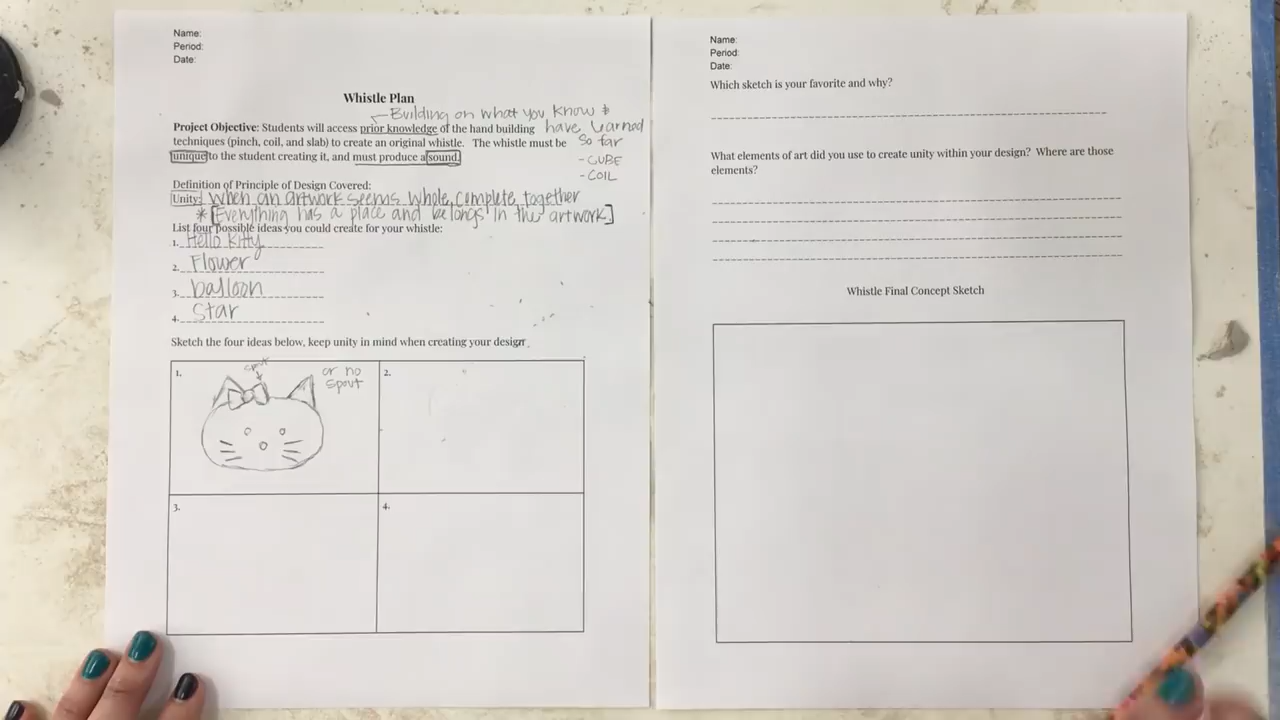 Name:
Period:
Date:
Whistle Plan
Building on what you know &
Project Objective: Students will access prior knowledge of the hand building have learned
techniques (pinch, coil, and slab) to create an original whistle. The whistle must be so far
unique to the student creating it, and must produce a sound.
- CUBE
- COIL
Definition of Principle of Design Covered:
Unity: When an artwork seems whole, complete, together
* [Everything has a place and belongs in the artwork]
List four possible ideas you could create for your whistle:
1. Hello Kitty
2. Flower
3. balloon
4. Star
Sketch the four ideas below, keep unity in mind when creating your design.
1.
spout
or no
spout
2.
3.
4.
Name:
Period:
Date:
Which sketch is your favorite and why?
What elements of art did you use to create unity within your design? Where are those
elements?
Whistle Final Concept Sketch